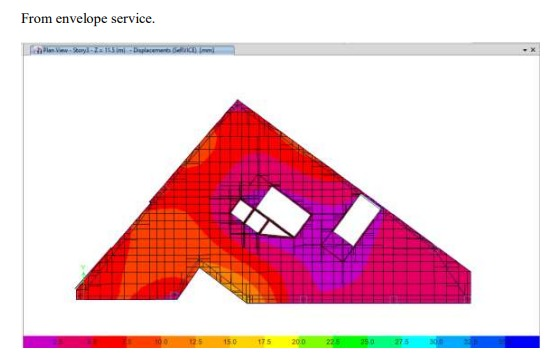 From envelope service.
Plan View - Story3 - Z = 11.5 (m) - Displacements (SeRVICE) [mm]
10.0 12.5 15.0 17.5 20.0 22.5 25.0 27.5 30.0